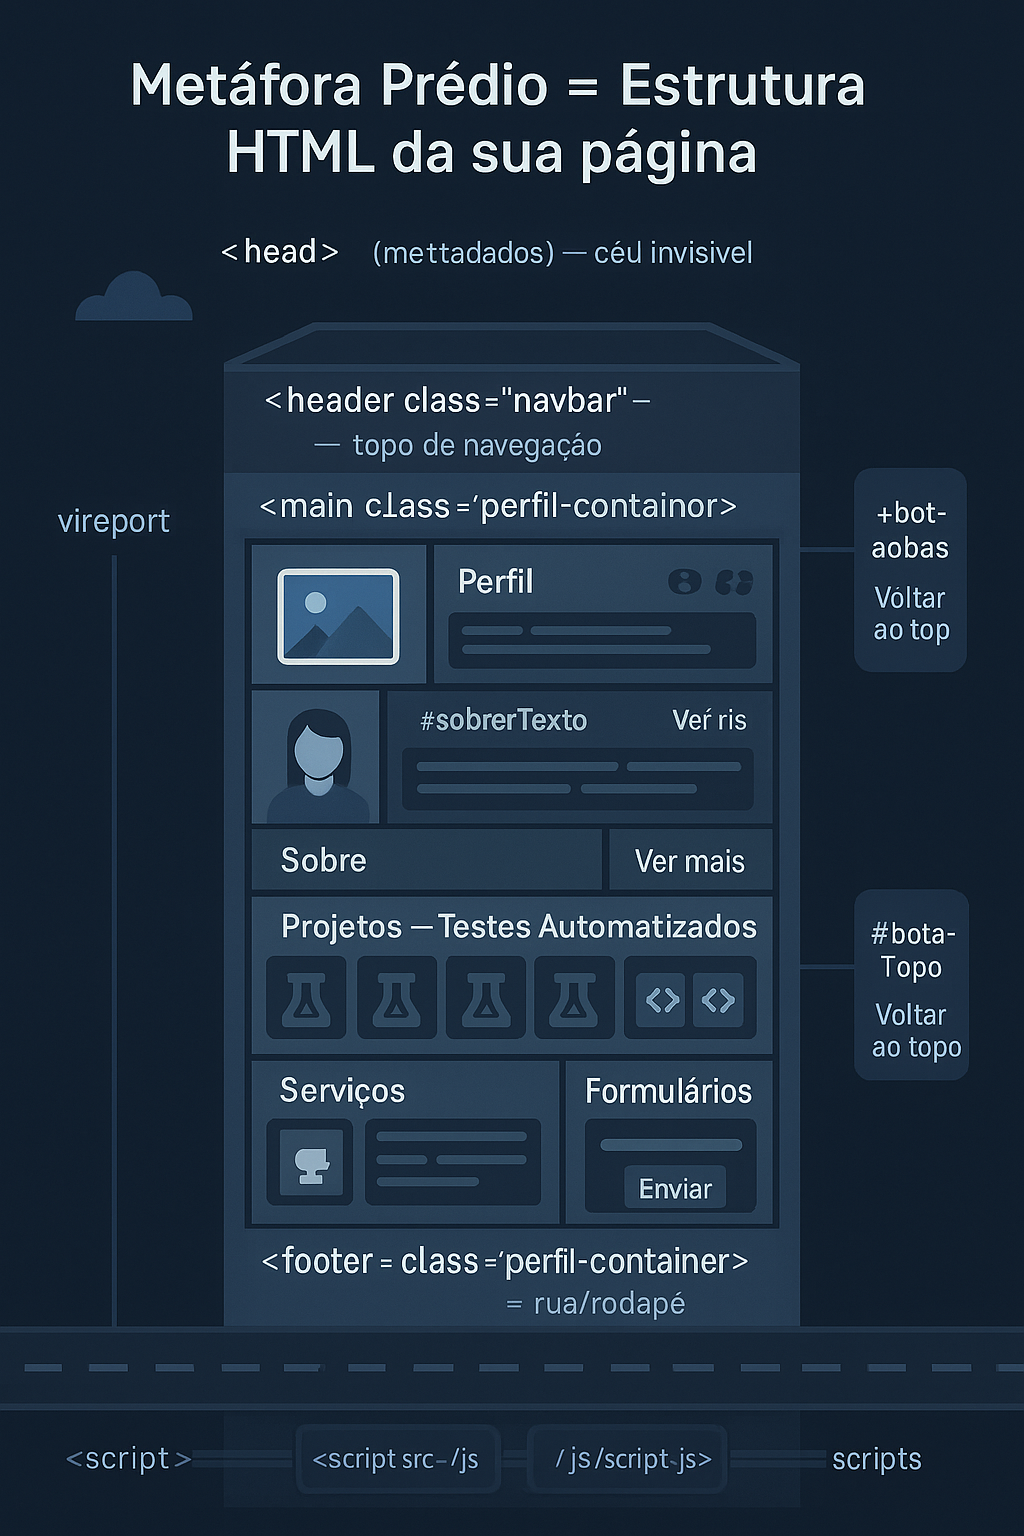 Metáfora Prédio = Estrutura
HTML da sua página
<head> (mettadados) — céu invisivel
<header class="navbar" –
— topo de navegação
vireport
<main class='perfil-containor>
+bot-
aobas
Vóltar
ao top
Perfil
#sobrerTexto Veŕ ris
Sobre Ver mais
Projetos — Testes Automatizados
#bota-
Topo
Voltar
ao topo
Serviços Formulários
Enviar
<footer = class='perfil-container>
= rua/rodapé
<script> <script src-/js /js/script-js> scripts